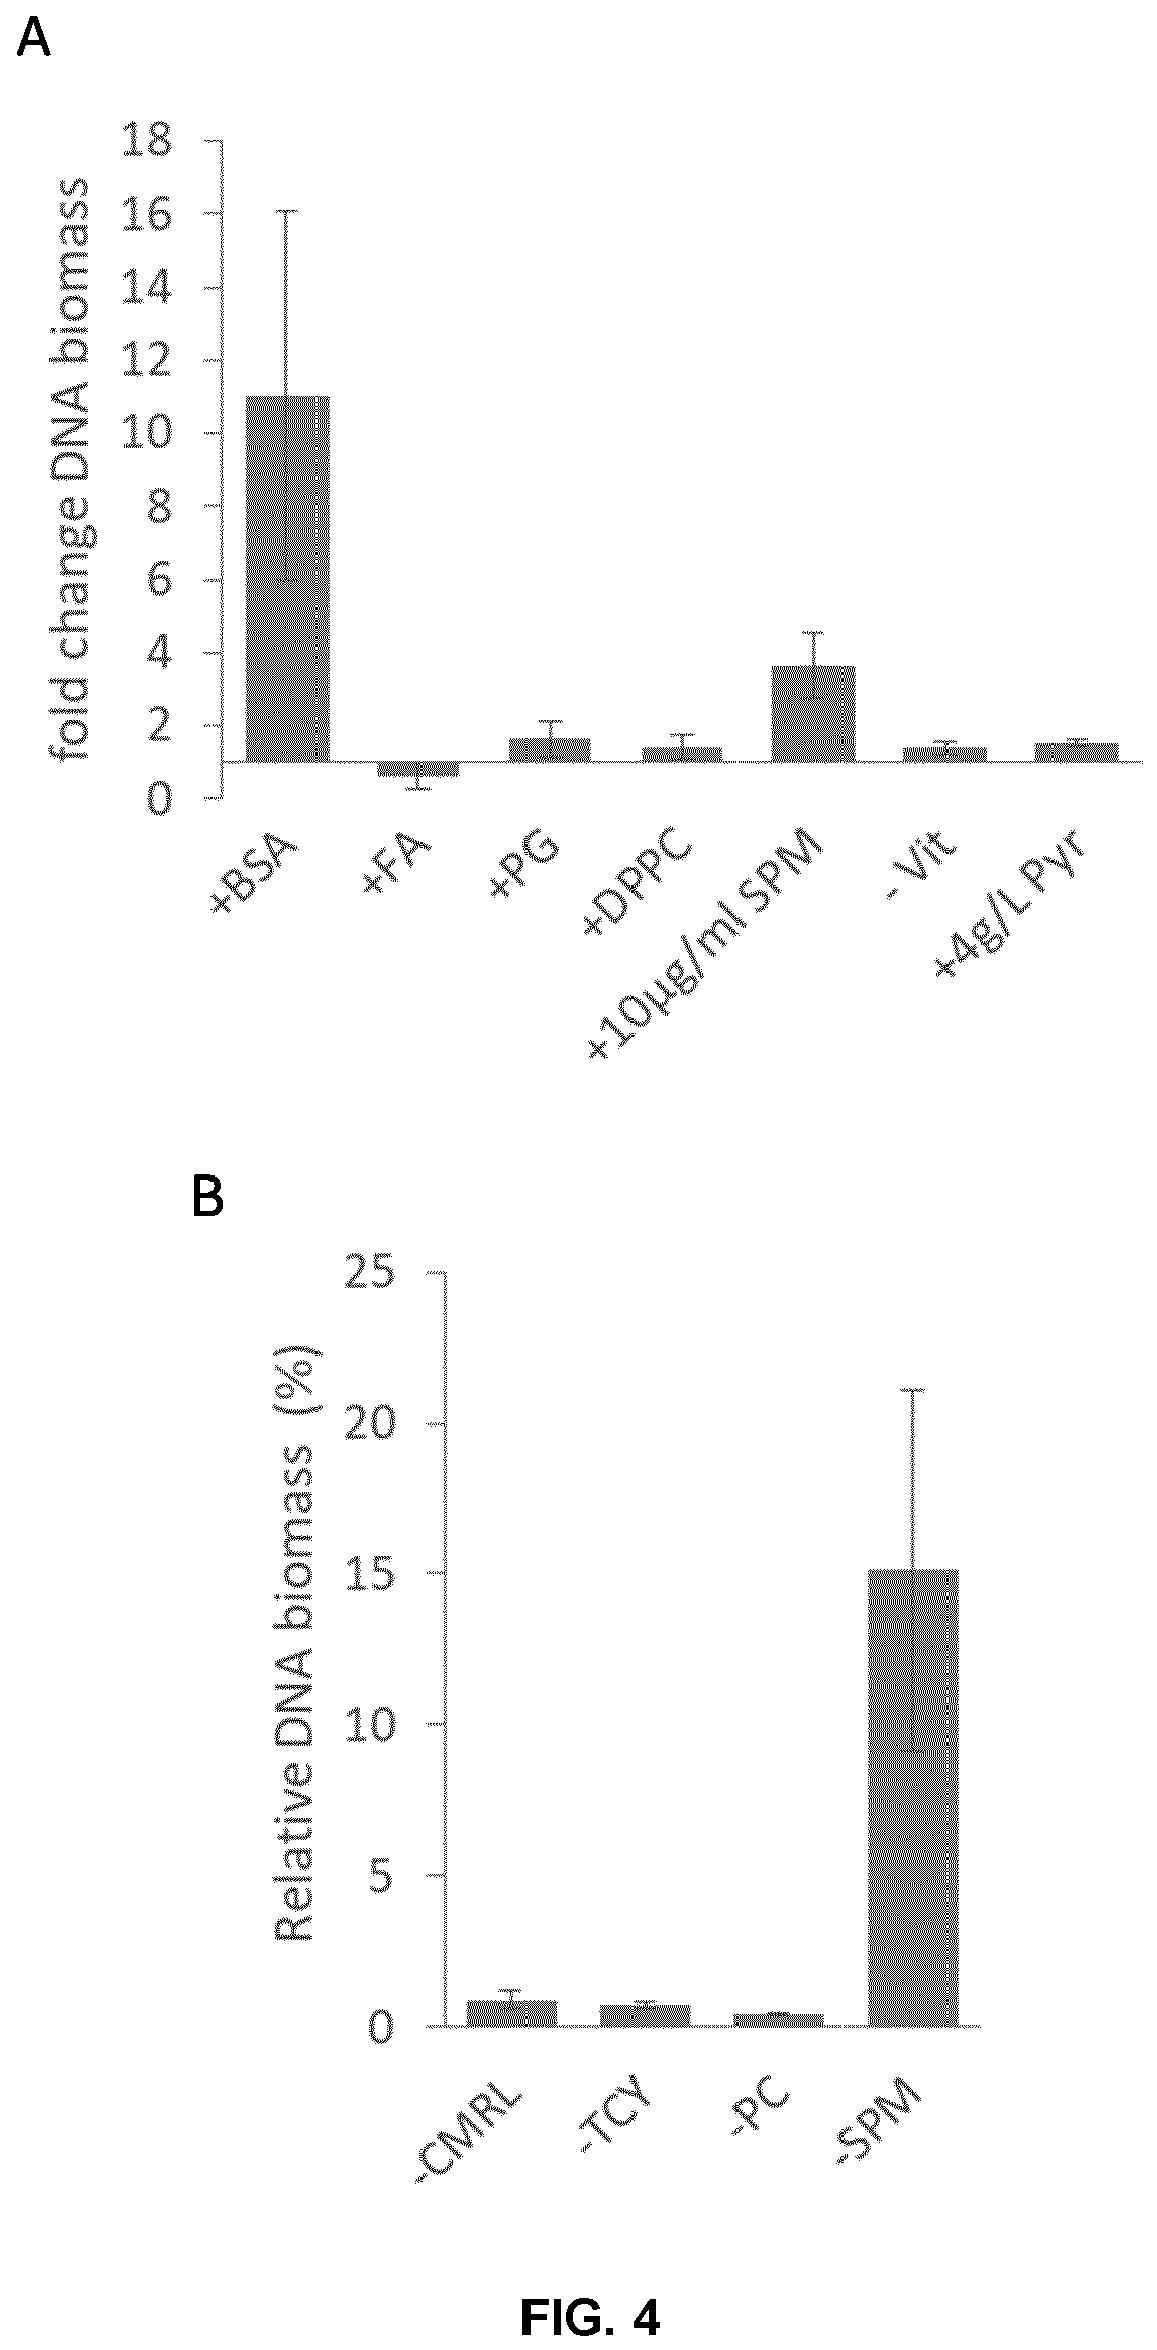 A
fold change DNA biomass
18
16
14
12
10
8
6
4
2
0
+BSA
+FA
+PG
+DPPC
+10µg/ml SPM
- Vit
+4g/L Pyr
B
Relative DNA biomass (%)
25
20
15
10
5
0
-CMRL
-TCY
-PC
-SPM
FIG. 4